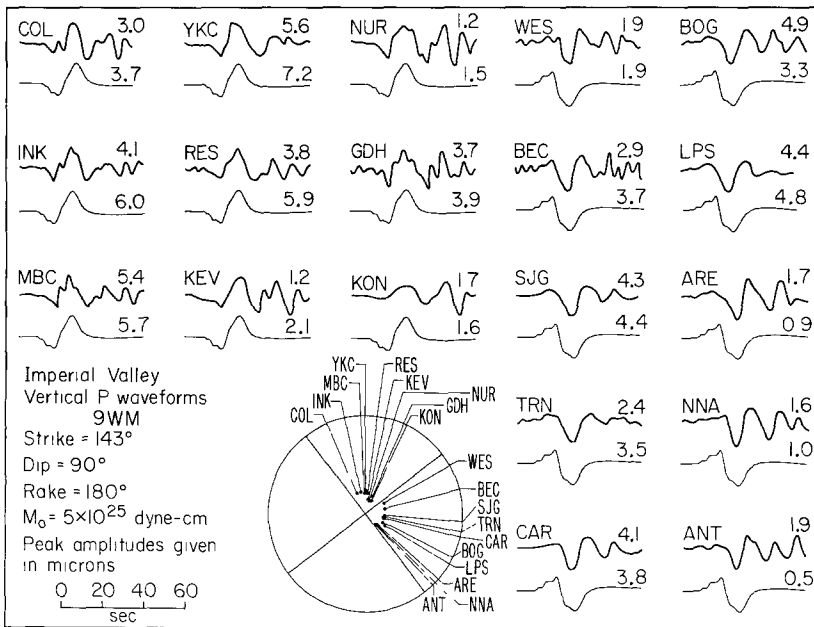 COL 3.0
3.7
YKC 5.6
7.2
NUR 1.2
1.5
WES 1.9
1.9
BOG 4.9
3.3
INK 4.1
6.0
RES 3.8
5.9
GDH 3.7
3.9
BEC 2.9
3.7
LPS 4.4
4.8
MBC 5.4
5.7
KEV 1.2
2.1
KON 1.7
1.6
SJG 4.3
4.4
ARE 1.7
0.9
TRN 2.4
3.5
NNA 1.6
1.0
CAR 4.1
3.8
ANT 1.9
0.5
Imperial Valley
Vertical P waveforms
9WM
Strike = 143°
Dip = 90°
Rake = 180°
M₀ = 5×10²⁵ dyne-cm
Peak amplitudes given
in microns
0 20 40 60
sec
YKC
MBC
INK
COL
RES
KEV
NUR
GDH
KON
WES
BEC
SJG
TRN
CAR
BOG
LPS
ARE
NNA
ANT